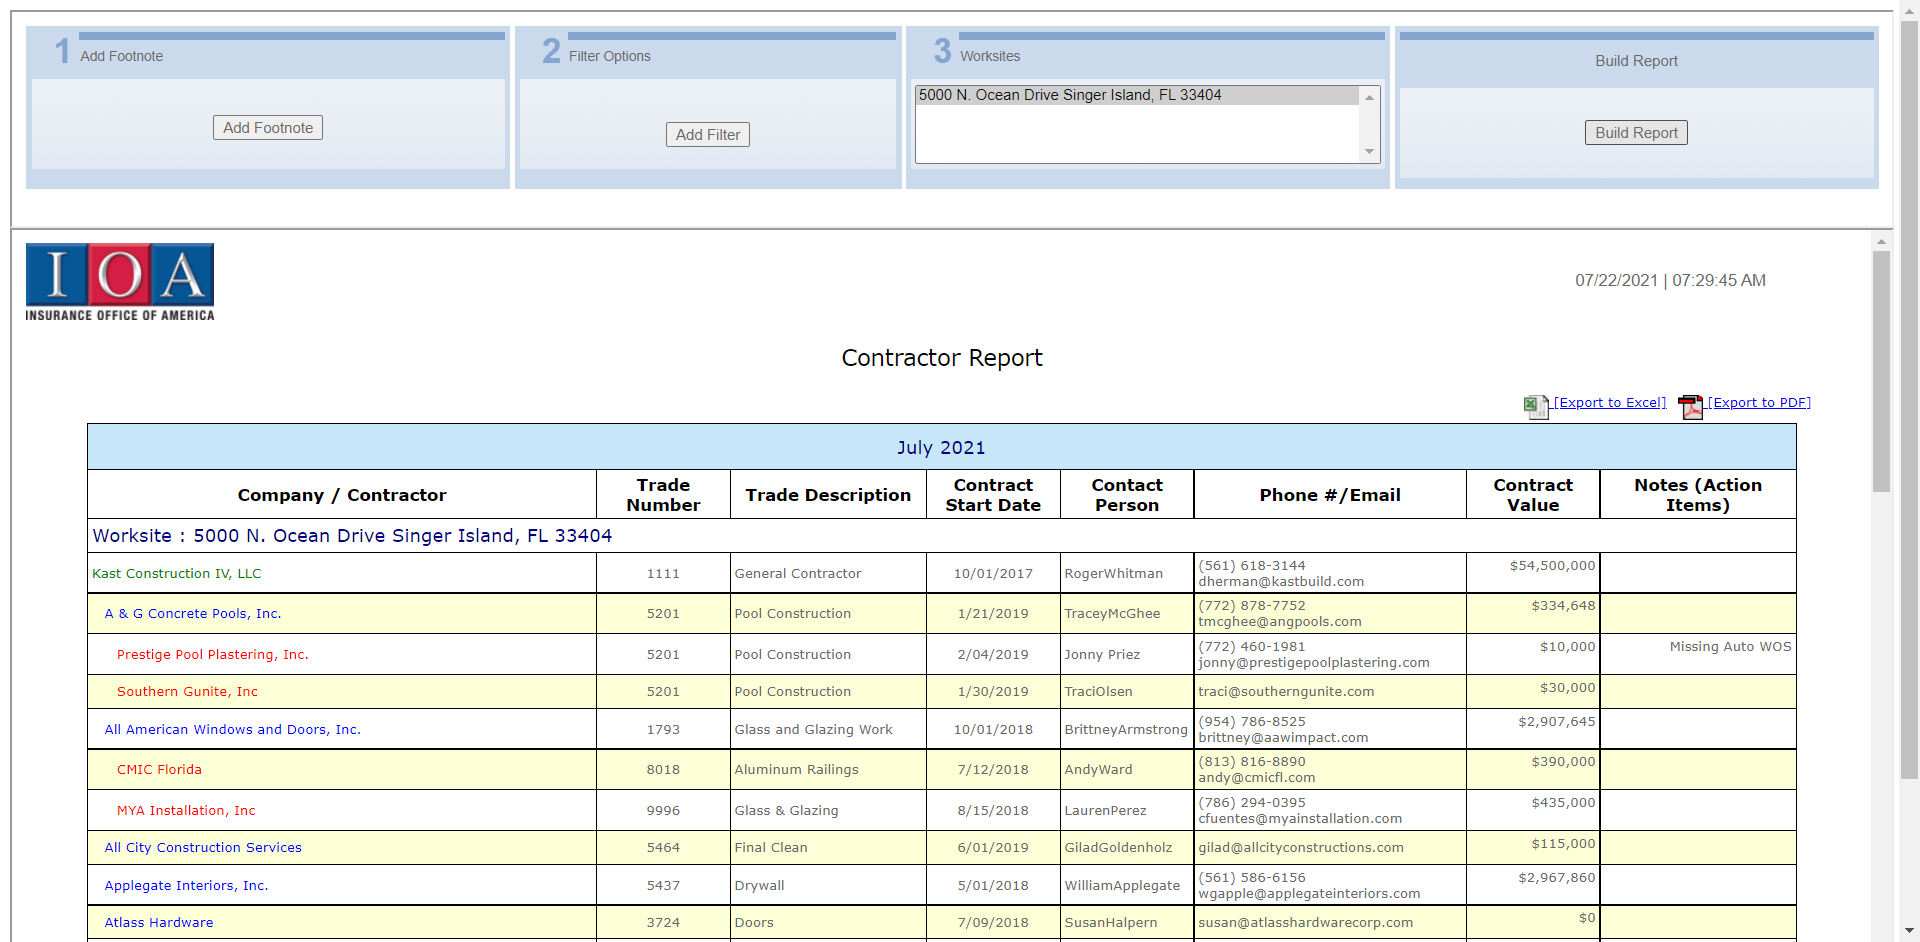 1 Add Footnote
Add Footnote
2 Filter Options
Add Filter
3 Worksites
5000 N. Ocean Drive Singer Island, FL 33404
Build Report
Build Report
IOA
INSURANCE OFFICE OF AMERICA
07/22/2021 | 07:29:45 AM
Contractor Report
[Export to Excel] [Export to PDF]
July 2021
Company / Contractor Trade Number Trade Description Contract Start Date Contact Person Phone #/Email Contract Value Notes (Action Items)
Worksite : 5000 N. Ocean Drive Singer Island, FL 33404
Kast Construction IV, LLC 1111 General Contractor 10/01/2017 RogerWhitman (561) 618-3144 dherman@kastbuild.com $54,500,000
A & G Concrete Pools, Inc. 5201 Pool Construction 1/21/2019 TraceyMcGhee (772) 878-7752 tmcghee@angpools.com $334,648
Prestige Pool Plastering, Inc. 5201 Pool Construction 2/04/2019 Jonny Priez (772) 460-1981 jonny@prestigepoolplastering.com $10,000 Missing Auto WOS
Southern Gunite, Inc 5201 Pool Construction 1/30/2019 TraciOlsen traci@southerngunite.com $30,000
All American Windows and Doors, Inc. 1793 Glass and Glazing Work 10/01/2018 BrittneyArmstrong (954) 786-8525 brittney@aawimpact.com $2,907,645
CMIC Florida 8018 Aluminum Railings 7/12/2018 AndyWard (813) 816-8890 andy@cmicfl.com $390,000
MYA Installation, Inc 9996 Glass & Glazing 8/15/2018 LaurenPerez (786) 294-0395 cfuentes@myainstallation.com $435,000
All City Construction Services 5464 Final Clean 6/01/2019 GiladGoldenholz gilad@allcityconstructions.com $115,000
Applegate Interiors, Inc. 5437 Drywall 5/01/2018 WilliamApplegate (561) 586-6156 wgapple@applegateinteriors.com $2,967,860
Atlass Hardware 3724 Doors 7/09/2018 SusanHalpern susan@atlasshardwarecorp.com $0